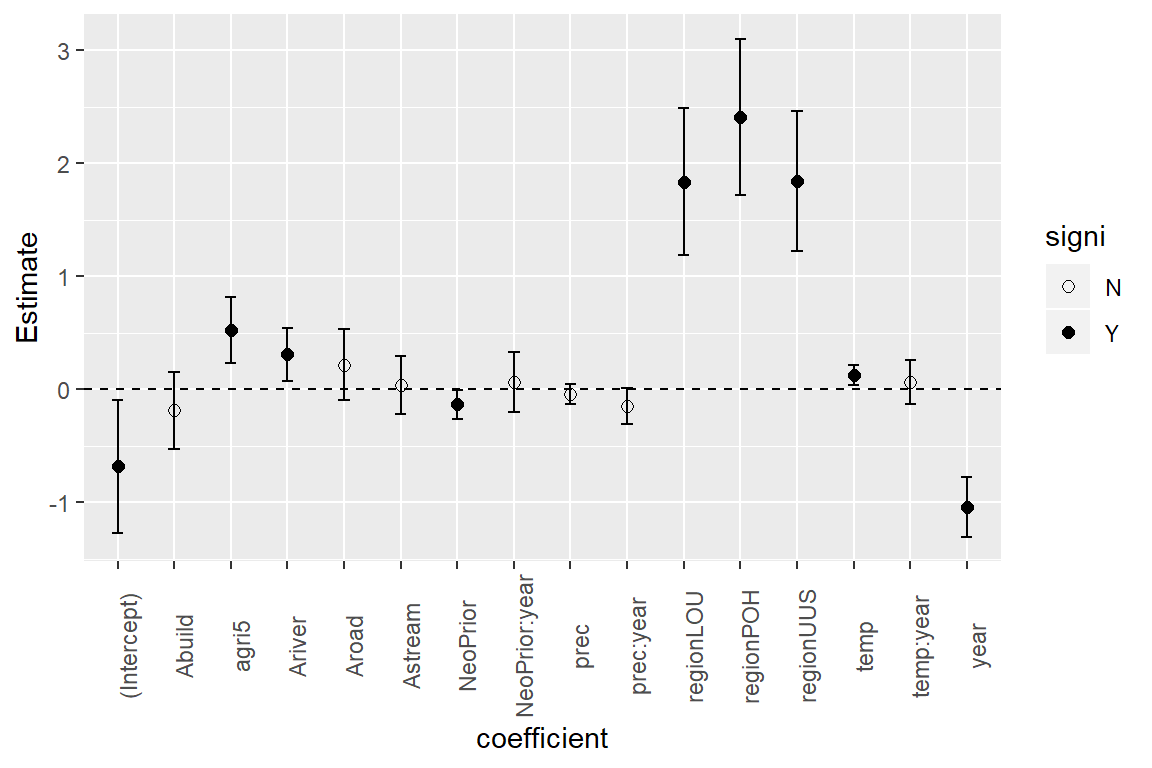 3
2
1
0
-1
Estimate
(Intercept)
Abuild
agri5
Ariver
Aroad
Astream
NeoPrior
NeoPrior:year
prec
prec:year
regionLOU
regionPOH
regionUUS
temp
temp:year
year
coefficient
signi
N
Y